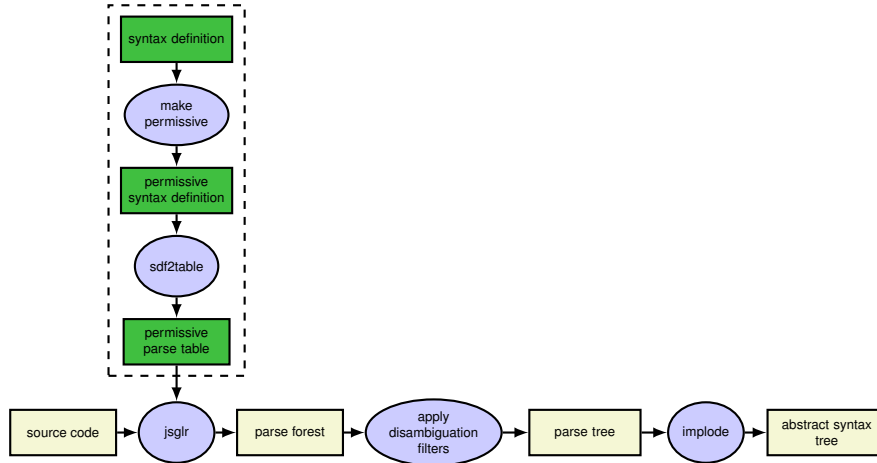 syntax definition
make
permissive
permissive
syntax definition
sdf2table
permissive
parse table
source code
jsglr
parse forest
apply
disambiguation
filters
parse tree
implode
abstract syntax
tree